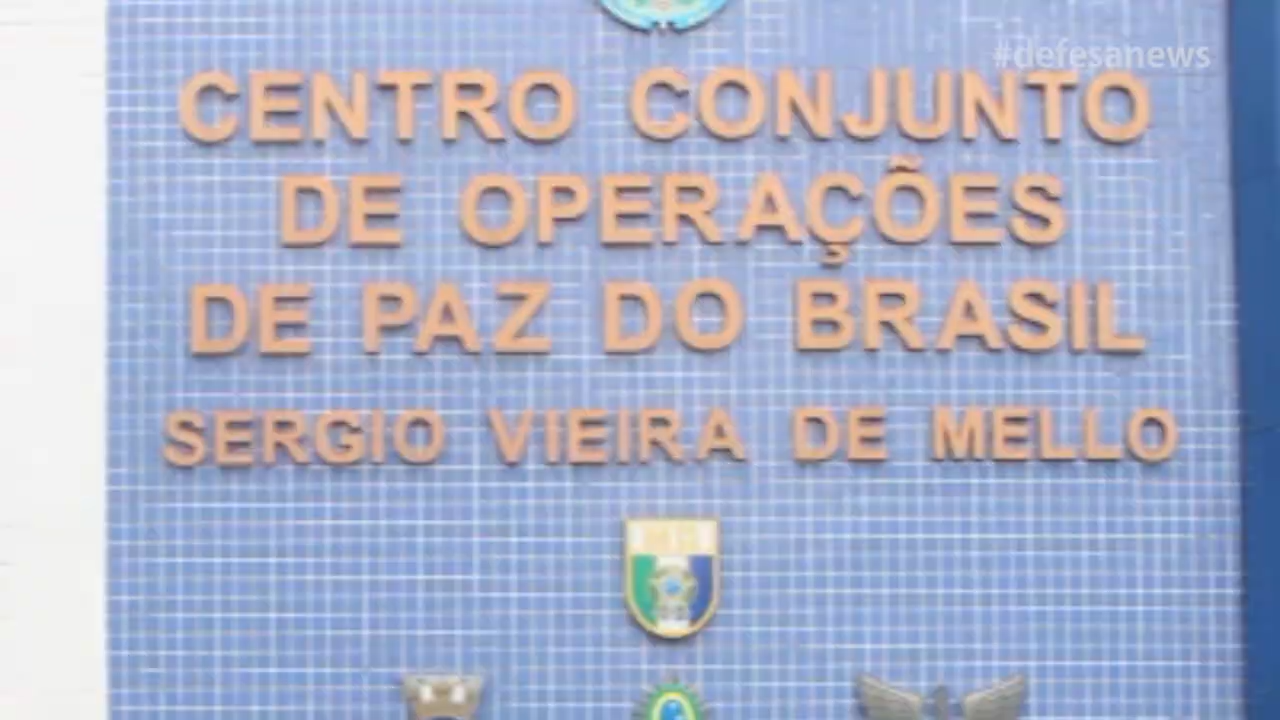 #defesanews
CENTRO CONJUNTO
DE OPERAÇÕES
DE PAZ DO BRASIL
SERGIO VIEIRA DE MELLO